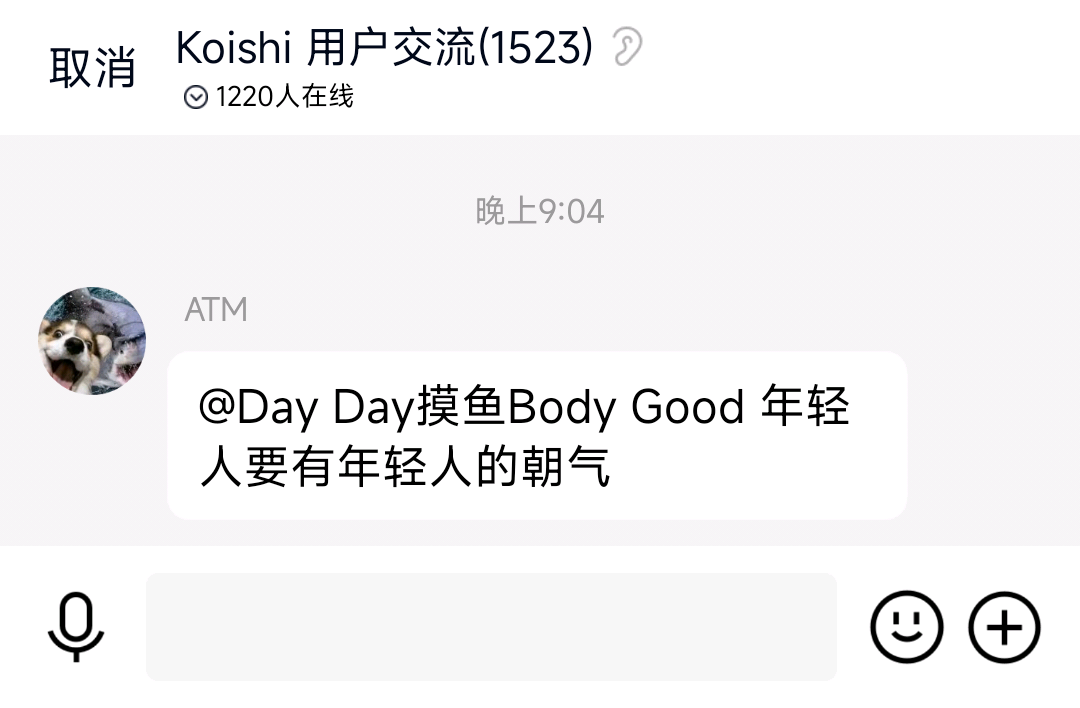 取消
Koishi 用户交流(1523)
1220人在线
晚上9:04
ATM
@Day Day摸鱼Body Good 年轻
人要有年轻人的朝气